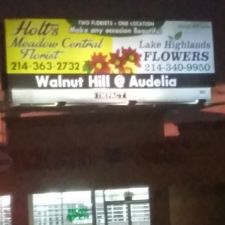 TWO FLORISTS - ONE LOCATION
Make any occasion Beautiful
Holt's
Meadow Central
Florist
214-363-2732
Lake Highlands
FLOWERS
214-340-9950
Walnut Hill @ Audelia
IMPACT